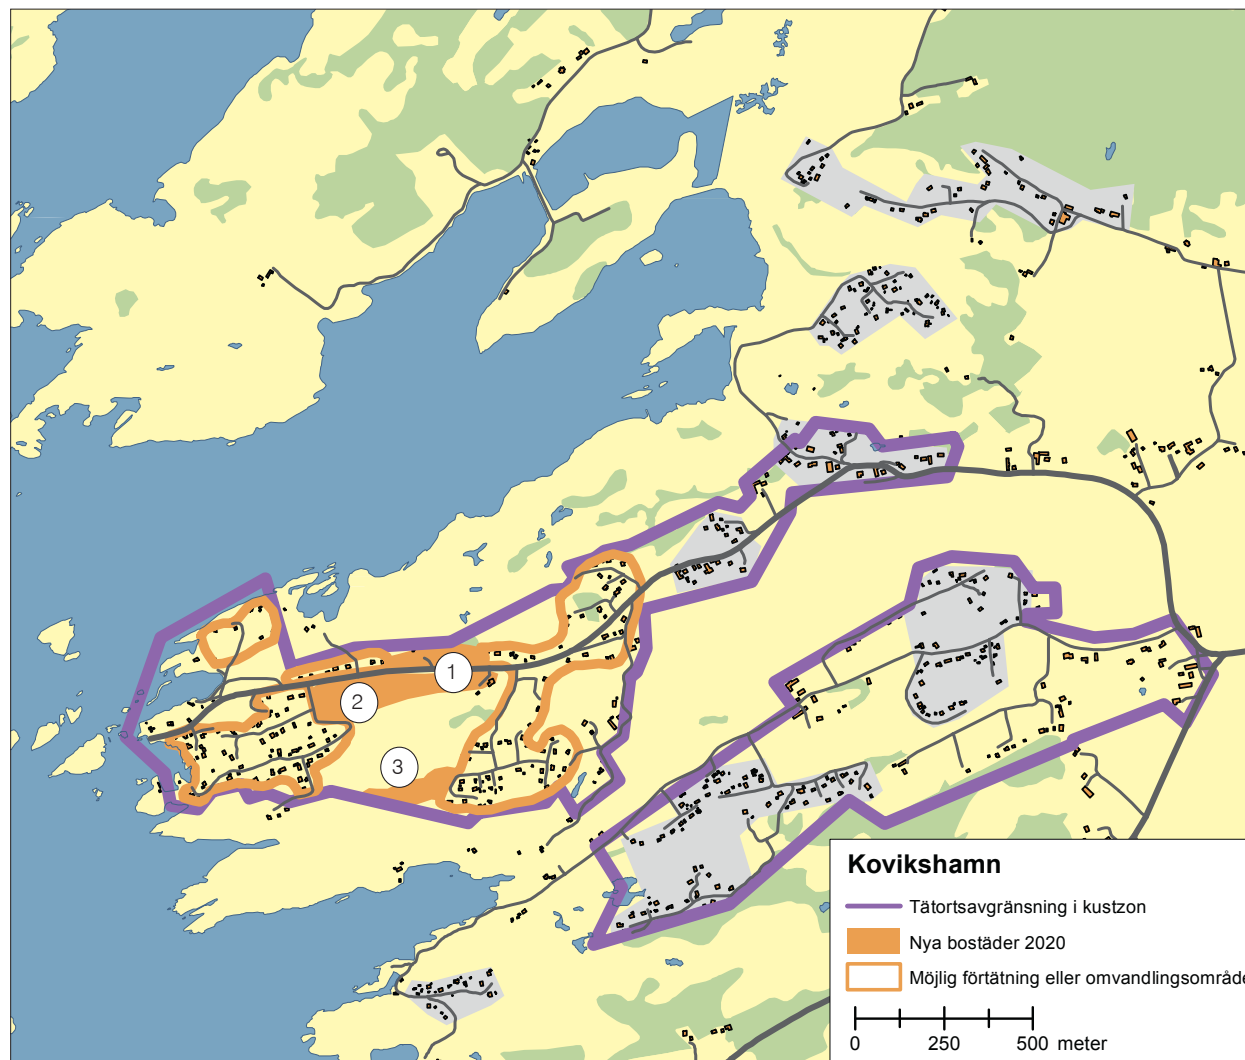 1
2
3
Kovikshamn
Tätortsavgränsning i kustzon
Nya bostäder 2020
Möjlig förtätning eller omvandlingsområde
0 250 500 meter